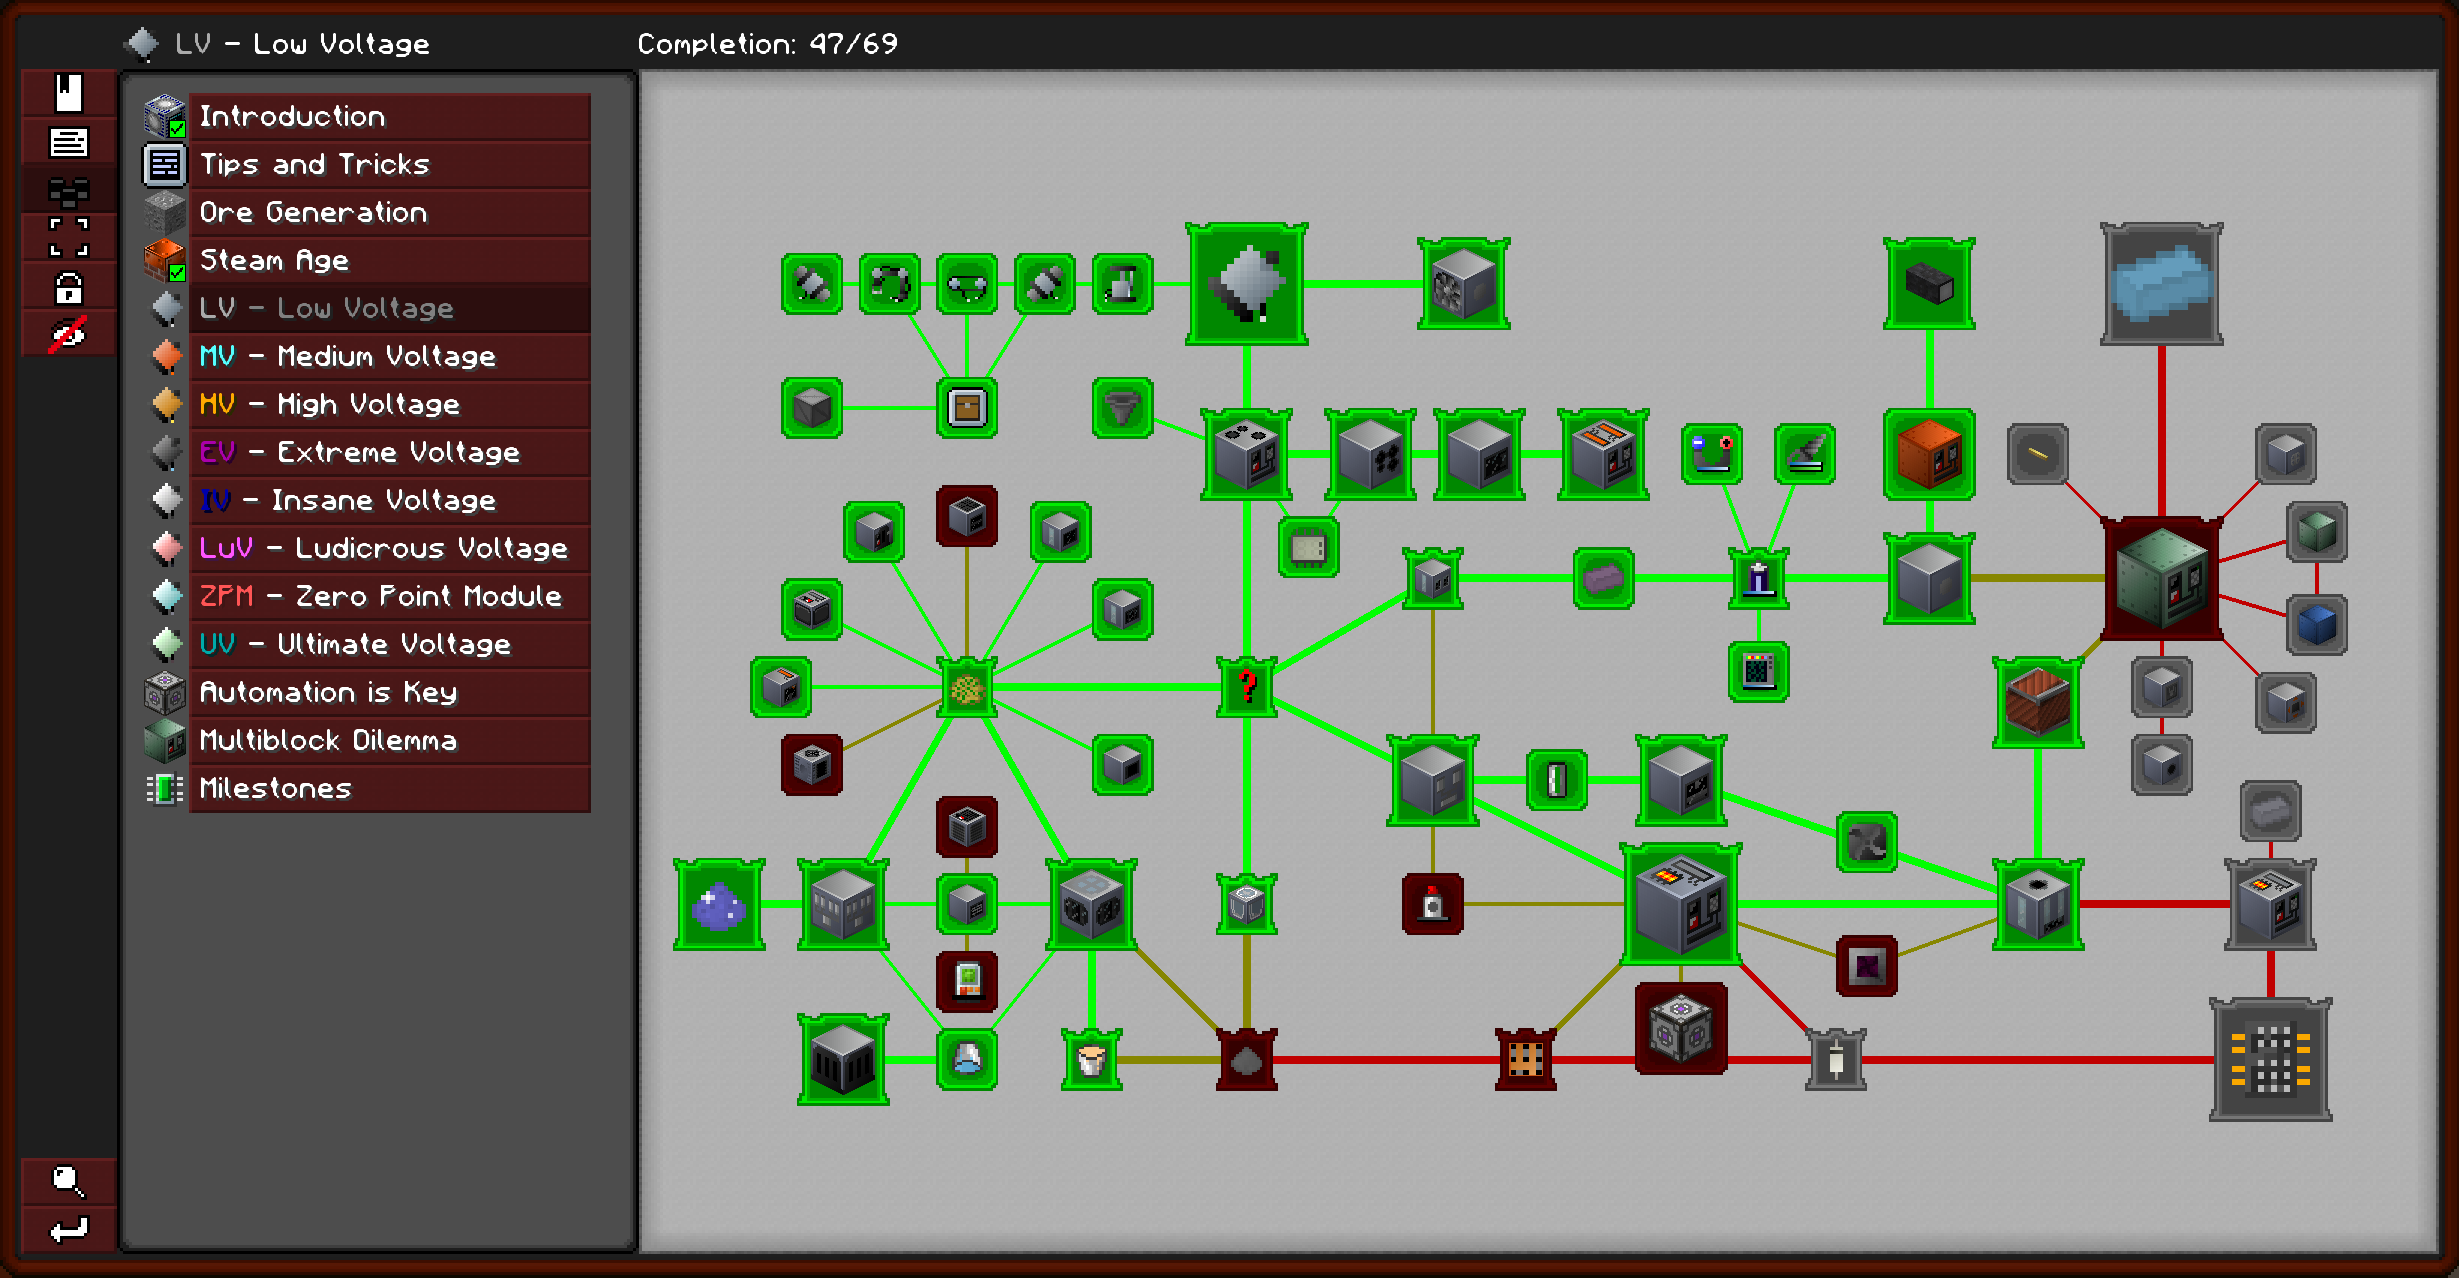 LV - Low Voltage
Completion: 47/69
Introduction
Tips and Tricks
Ore Generation
Steam Age
LV - Low Voltage
MV - Medium Voltage
HV - High Voltage
EV - Extreme Voltage
IV - Insane Voltage
LuV - Ludicrous Voltage
ZPM - Zero Point Module
UV - Ultimate Voltage
Automation is Key
Multiblock Dilemma
Milestones
?